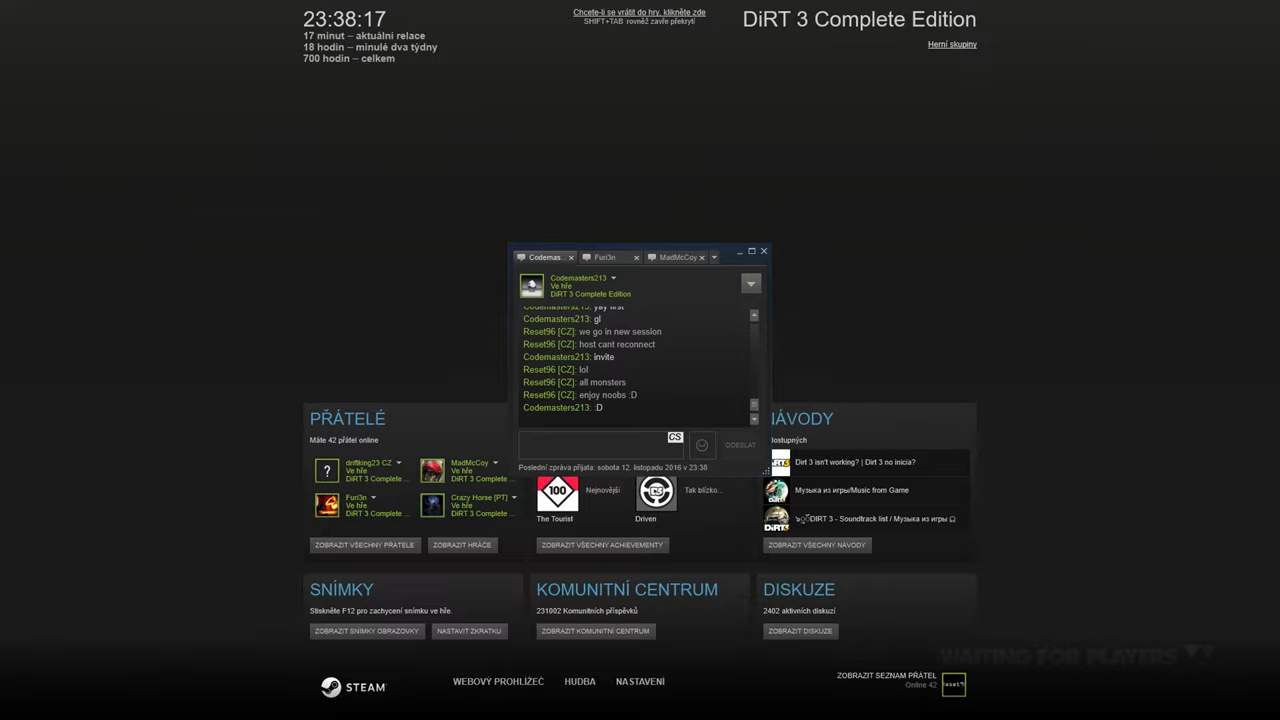 23:38:17
17 minut – aktuální relace
18 hodin – minulé dva týdny
700 hodin – celkem
Chcete-li se vrátit do hry, klikněte zde
SHIFT+TAB rovněž zavře překrytí
DiRT 3 Complete Edition
Herní skupiny
Codemas...
Furi3n
MadMcCoy
Codemasters213
Ve hře
DiRT 3 Complete Edition
Codemasters213: yay first
Codemasters213: gl
Reset96 [CZ]: we go in new session
Reset96 [CZ]: host cant reconnect
Codemasters213: invite
Reset96 [CZ]: lol
Reset96 [CZ]: all monsters
Reset96 [CZ]: enjoy noobs :D
Codemasters213: :D
CS
ODESLAT
Poslední zpráva přijata: sobota 12. listopadu 2016 v 23:38
PŘÁTELÉ
Máte 42 přátel online
driftking23 CZ
Ve hře
DiRT 3 Complete ...
MadMcCoy
Ve hře
DiRT 3 Complete ...
Furi3n
Ve hře
DiRT 3 Complete ...
Crazy Horse [PT]
Ve hře
DiRT 3 Complete ...
ZOBRAZIT VŠECHNY PŘÁTELE
ZOBRAZIT HRÁČE
100
Nejnovější
The Tourist
Tak blízko...
Driven
ZOBRAZIT VŠECHNY ACHIEVEMENTY
NÁVODY
dostupných
Dirt 3 isn't working? | Dirt 3 no inicia?
Музыка из игры/Music from Game
DIRT 3 - Soundtrack list / Музыка из игры
ZOBRAZIT VŠECHNY NÁVODY
SNÍMKY
Stiskněte F12 pro zachycení snímku ve hře.
ZOBRAZIT SNÍMKY OBRAZOVKY
NASTAVIT ZKRATKU
KOMUNITNÍ CENTRUM
231002 Komunitních příspěvků
ZOBRAZIT KOMUNITNÍ CENTRUM
DISKUZE
2402 aktivních diskuzí
ZOBRAZIT DISKUZE
WAITING FOR PLAYERS
STEAM
WEBOVÝ PROHLÍŽEČ
HUDBA
NASTAVENÍ
ZOBRAZIT SEZNAM PŘÁTEL
Online 42